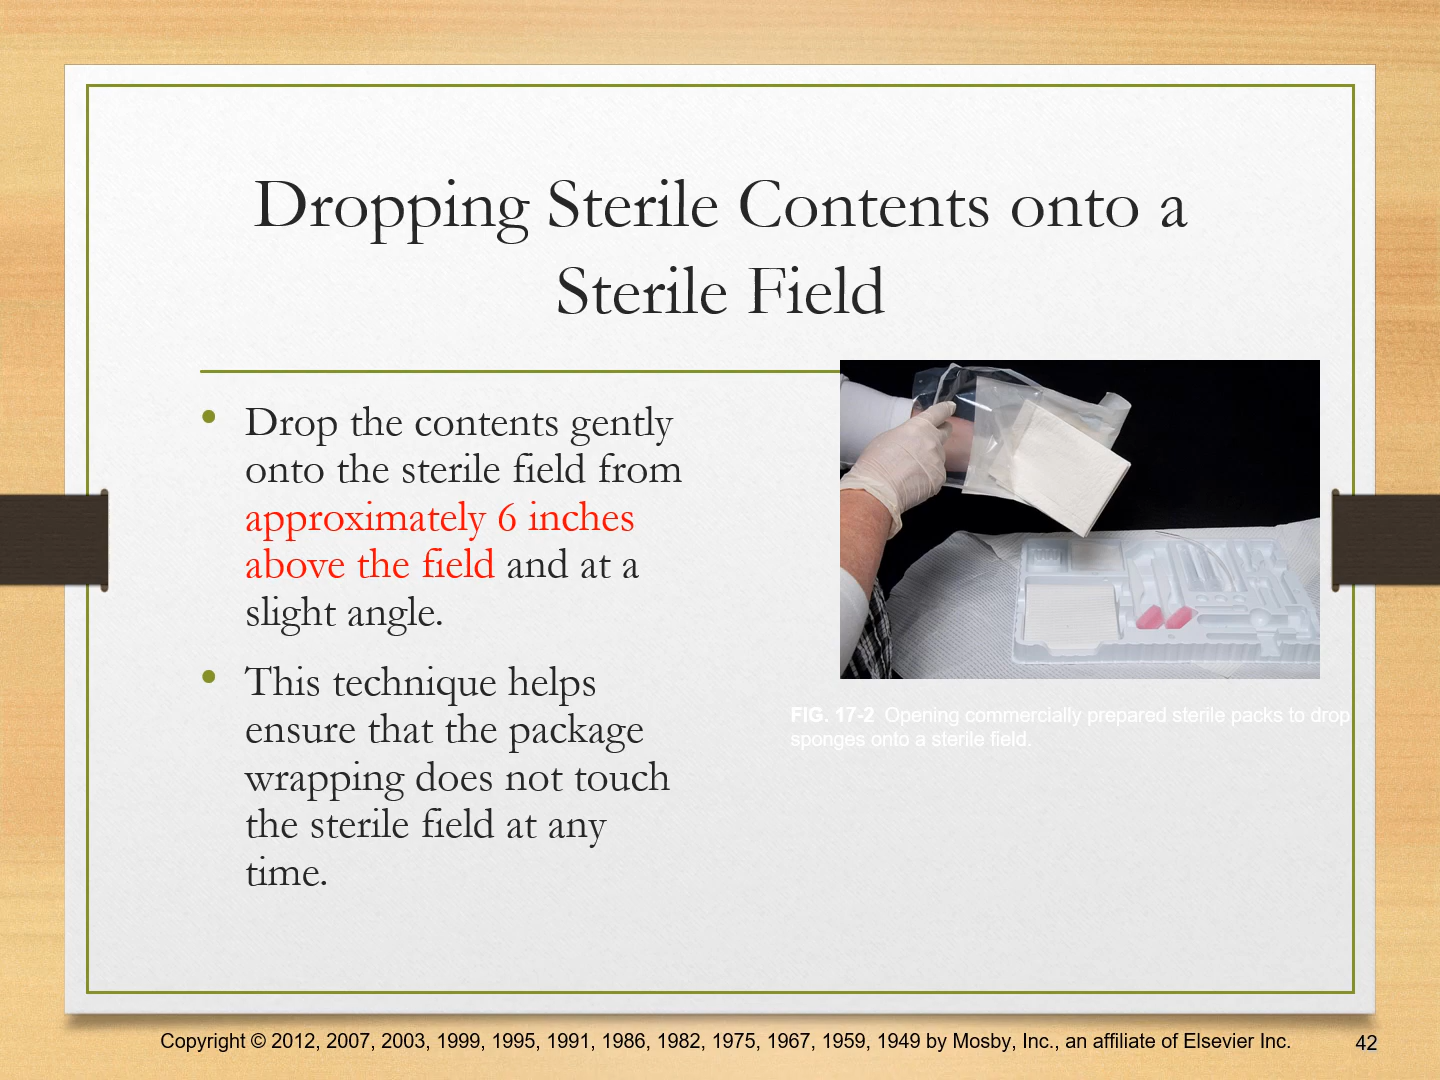 Dropping Sterile Contents onto a
Sterile Field
• Drop the contents gently
onto the sterile field from
approximately 6 inches
above the field and at a
slight angle.
• This technique helps
ensure that the package
wrapping does not touch
the sterile field at any
time.
FIG. 17-2 Opening commercially prepared sterile packs to drop
sponges onto a sterile field.
Copyright © 2012, 2007, 2003, 1999, 1995, 1991, 1986, 1982, 1975, 1967, 1959, 1949 by Mosby, Inc., an affiliate of Elsevier Inc.
42